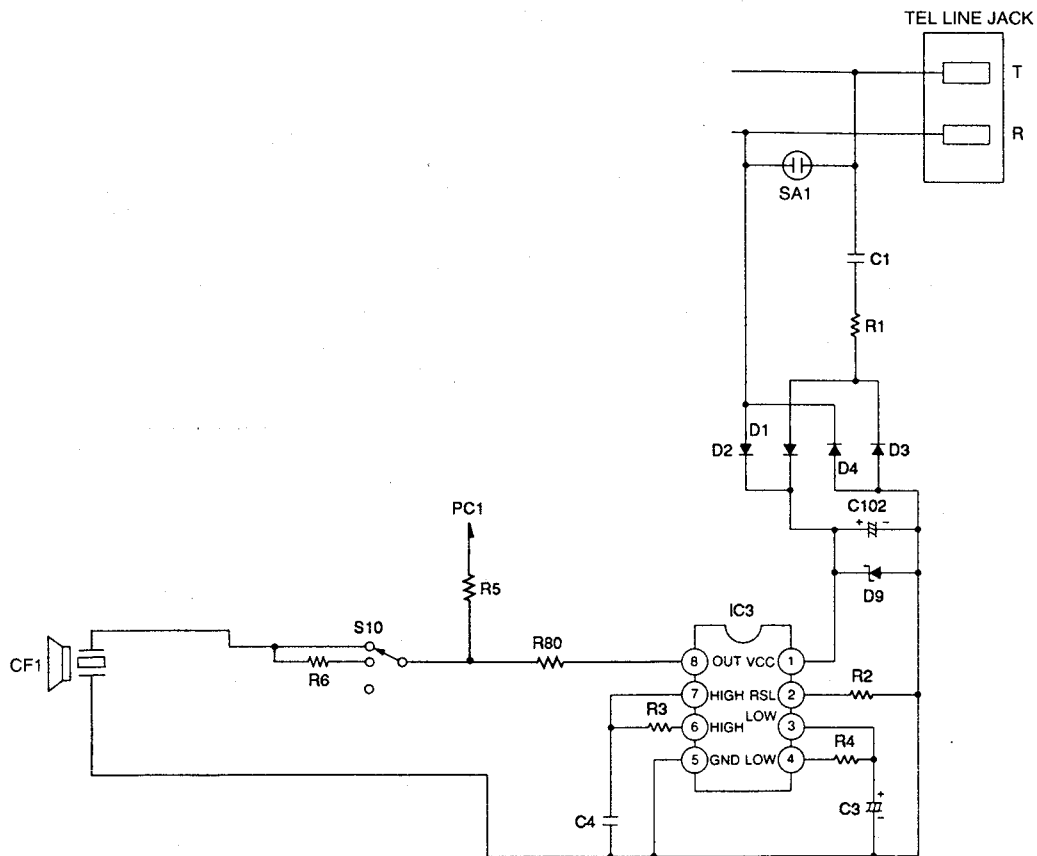 TEL LINE JACK
T
R
SA1
C1
R1
D1
D2
D4
D3
C102
+ -
D9
PC1
R5
IC3
S10
R80
CF1
R6
8 OUT VCC 1
R2
7 HIGH RSL 2
R3
LOW
6 HIGH 3
R4
5 GND LOW 4
+
C4
C3
-